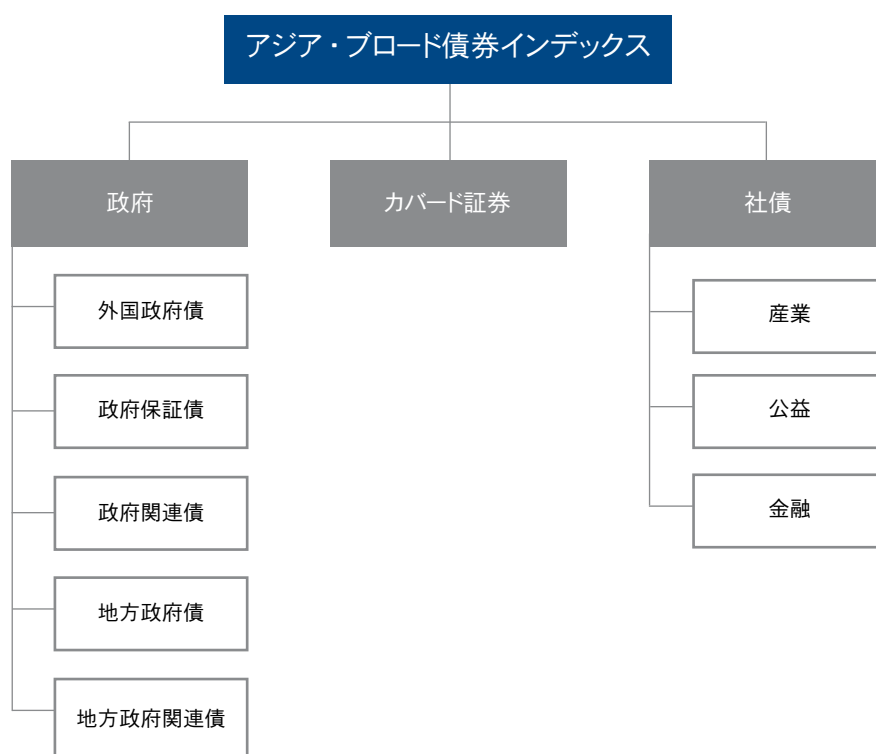 アジア・ブロード債券インデックス
政府
カバード証券
社債
外国政府債
政府保証債
政府関連債
地方政府債
地方政府関連債
産業
公益
金融